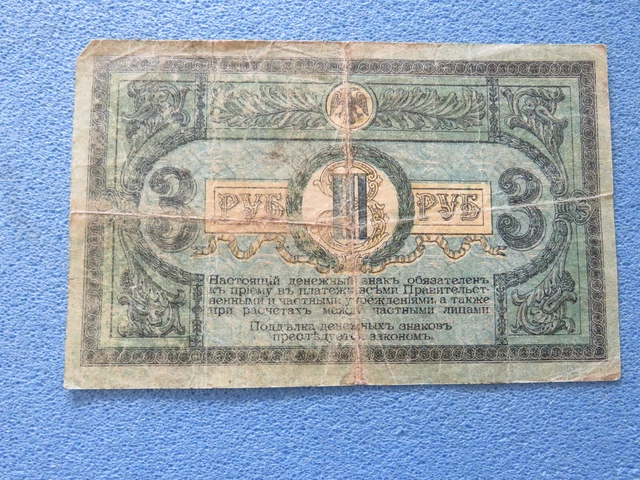 3 РУБ РУБ 3
Настоящій денежный знакъ обязателенъ
къ пріему въ платежи всѣми Правительст-
венными и частными учрежденіями, а также
при расчетахъ между частными лицами
Поддѣлка денежныхъ знаковъ
преслѣдуется закономъ.